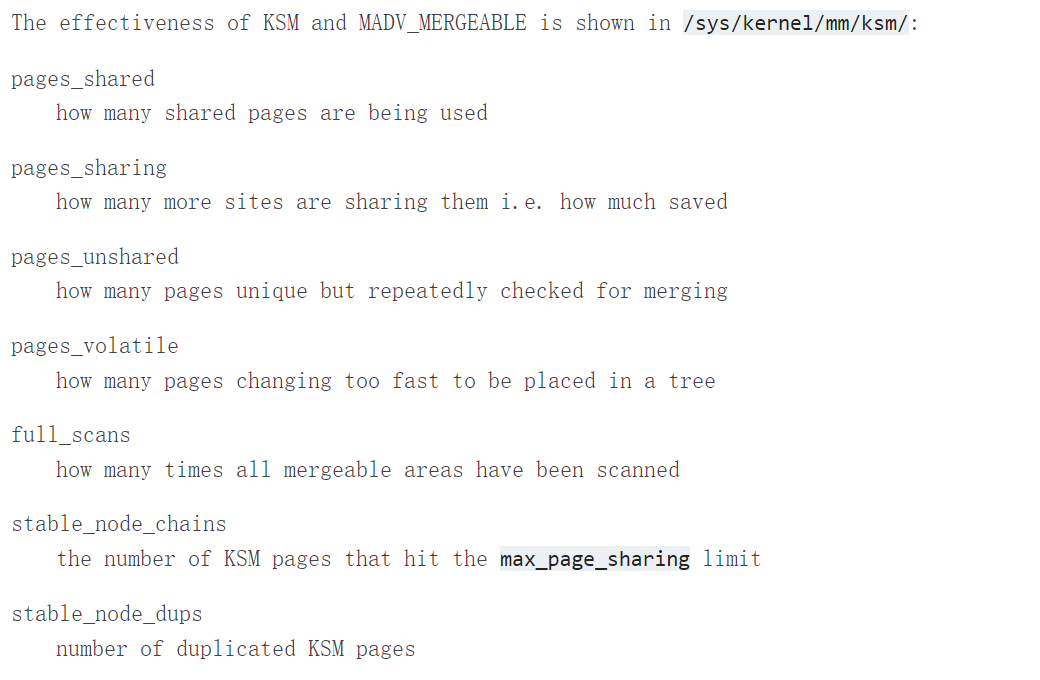 The effectiveness of KSM and MADV_MERGEABLE is shown in /sys/kernel/mm/ksm/:
pages_shared
how many shared pages are being used
pages_sharing
how many more sites are sharing them i.e. how much saved
pages_unshared
how many pages unique but repeatedly checked for merging
pages_volatile
how many pages changing too fast to be placed in a tree
full_scans
how many times all mergeable areas have been scanned
stable_node_chains
the number of KSM pages that hit the max_page_sharing limit
stable_node_dups
number of duplicated KSM pages